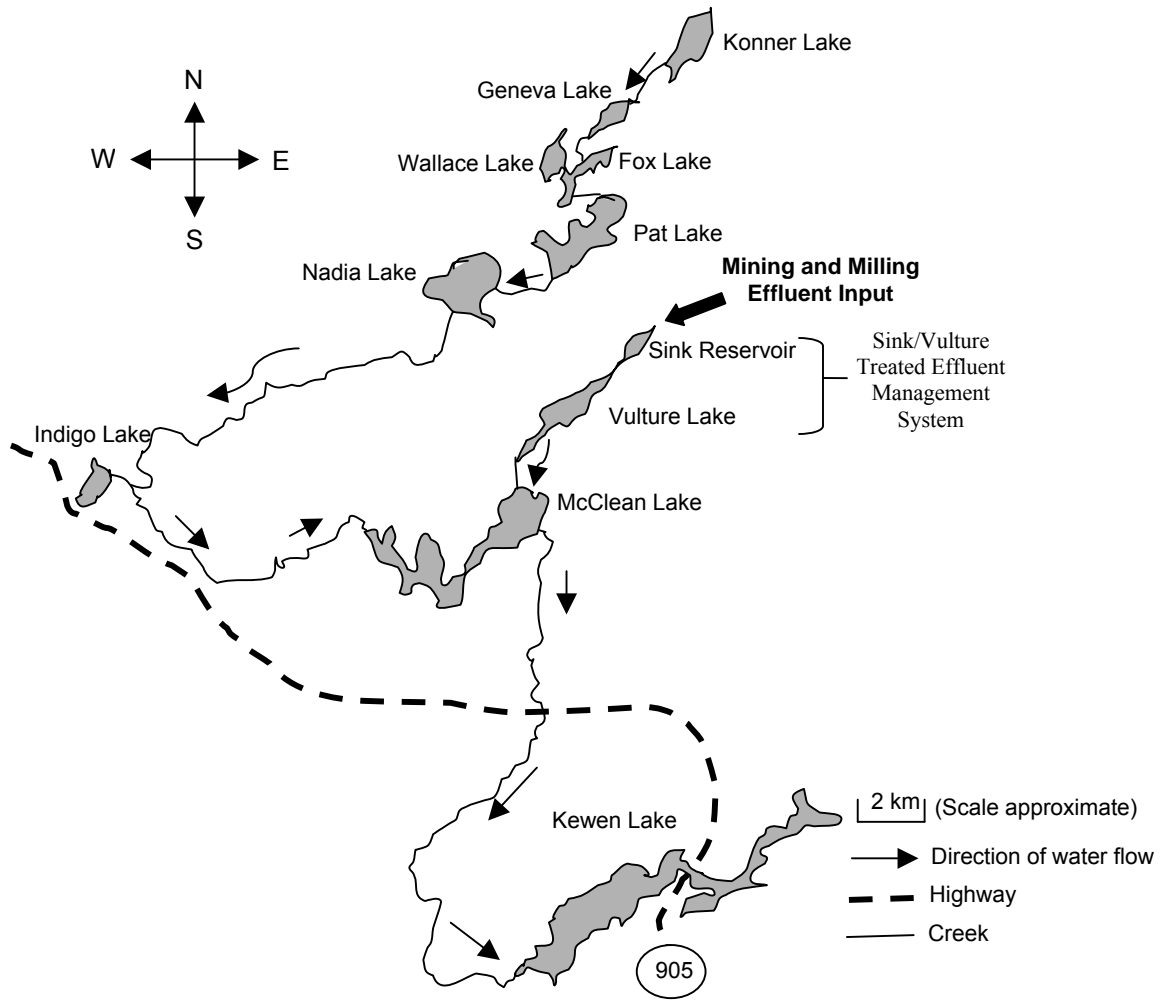 Konner Lake
N
Geneva Lake
W
E
Wallace Lake
Fox Lake
S
Pat Lake
Nadia Lake
Mining and Milling
Effluent Input
Sink Reservoir
Sink/Vulture
Treated Effluent
Management
System
Vulture Lake
Indigo Lake
McClean Lake
Kewen Lake
2 km (Scale approximate)
Direction of water flow
Highway
Creek
905